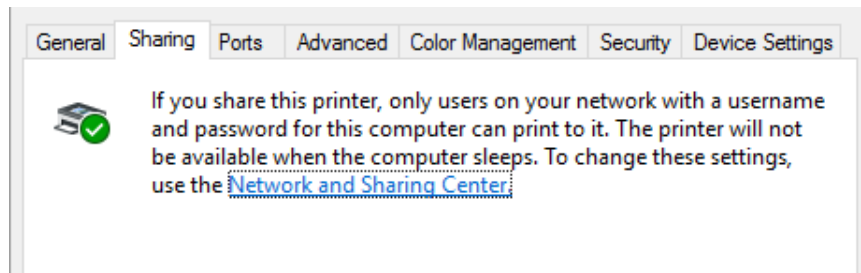 General Sharing Ports Advanced Color Management Security Device Settings
If you share this printer, only users on your network with a username
and password for this computer can print to it. The printer will not
be available when the computer sleeps. To change these settings,
use the Network and Sharing Center.